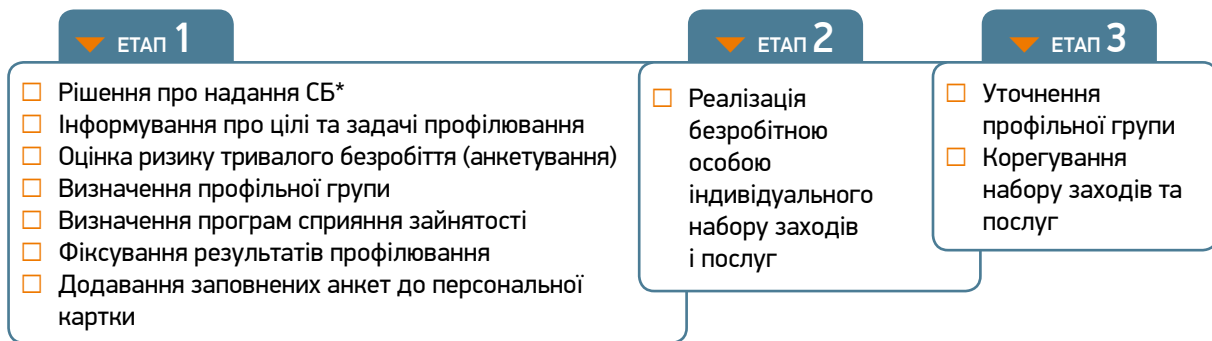 ЕТАП 1
Рішення про надання СБ*
Інформування про цілі та задачі профілювання
Оцінка ризику тривалого безробіття (анкетування)
Визначення профільної групи
Визначення програм сприяння зайнятості
Фіксування результатів профілювання
Додавання заповнених анкет до персональної
картки
ЕТАП 2
Реалізація
безробітною
особою
індивідуального
набору заходів
і послуг
ЕТАП 3
Уточнення
профільної групи
Корегування
набору заходів та
послуг